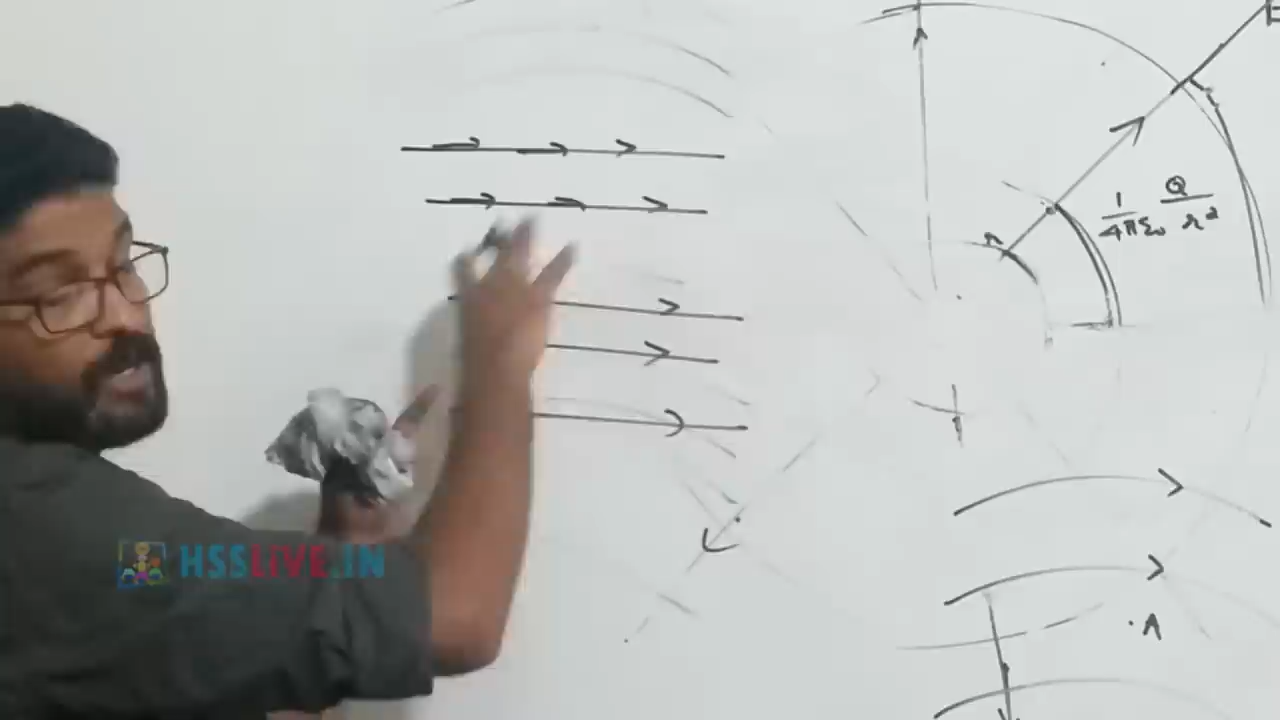 E
1/4πε₀ Q/r²
HSSLIVE.IN
.A